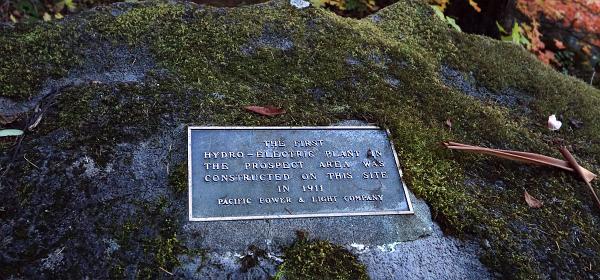 THE FIRST
HYDRO-ELECTRIC PLANT IN
THE PROSPECT AREA WAS
CONSTRUCTED ON THIS SITE
IN 1911
PACIFIC POWER & LIGHT COMPANY